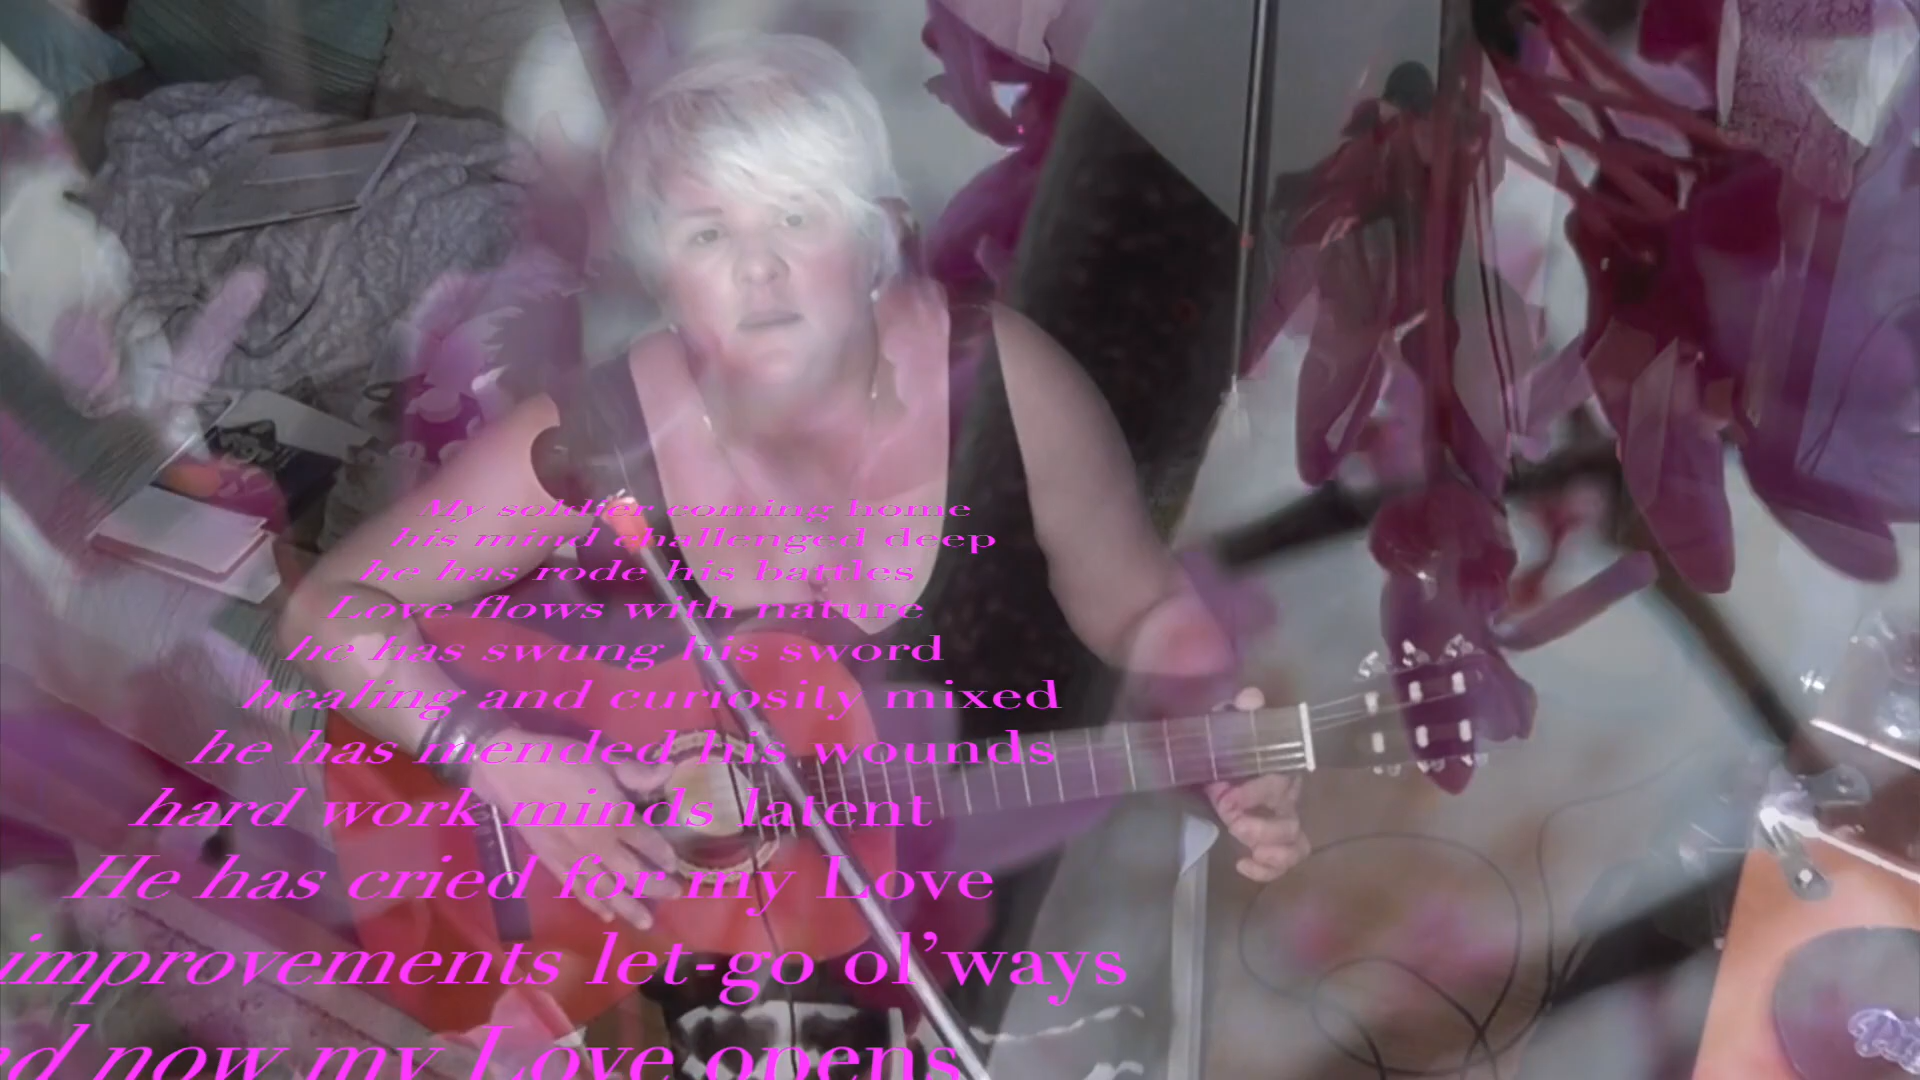 My soldier coming home
his mind challenged deep
he has rode his battles
Love flows with nature
he has swung his sword
healing and curiosity mixed
he has mended his wounds
hard work minds latent
He has cried for my Love
improvements let-go ol'ways
now my Love opens